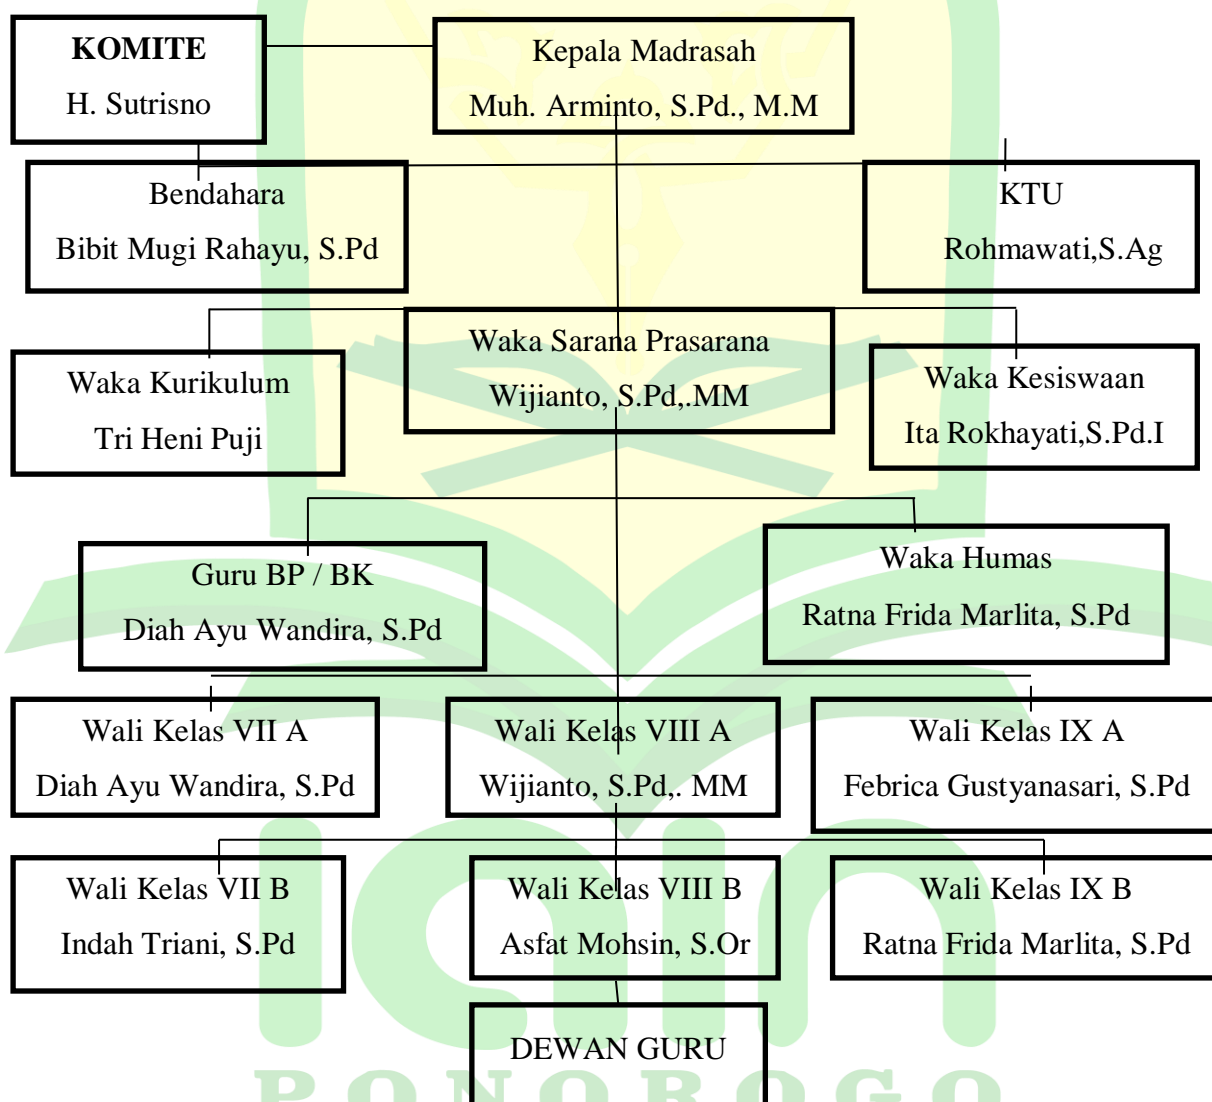 KOMITE
H. Sutrisno
Kepala Madrasah
Muh. Arminto, S.Pd., M.M
Bendahara
Bibit Mugi Rahayu, S.Pd
KTU
Rohmawati,S.Ag
Waka Kurikulum
Tri Heni Puji
Waka Sarana Prasarana
Wijianto, S.Pd,.MM
Waka Kesiswaan
Ita Rokhayati,S.Pd.I
Guru BP / BK
Diah Ayu Wandira, S.Pd
Waka Humas
Ratna Frida Marlita, S.Pd
Wali Kelas VII A
Diah Ayu Wandira, S.Pd
Wali Kelas VIII A
Wijianto, S.Pd,. MM
Wali Kelas IX A
Febrica Gustyanasari, S.Pd
Wali Kelas VII B
Indah Triani, S.Pd
Wali Kelas VIII B
Asfat Mohsin, S.Or
Wali Kelas IX B
Ratna Frida Marlita, S.Pd
DEWAN GURU
iain
PONOROGO